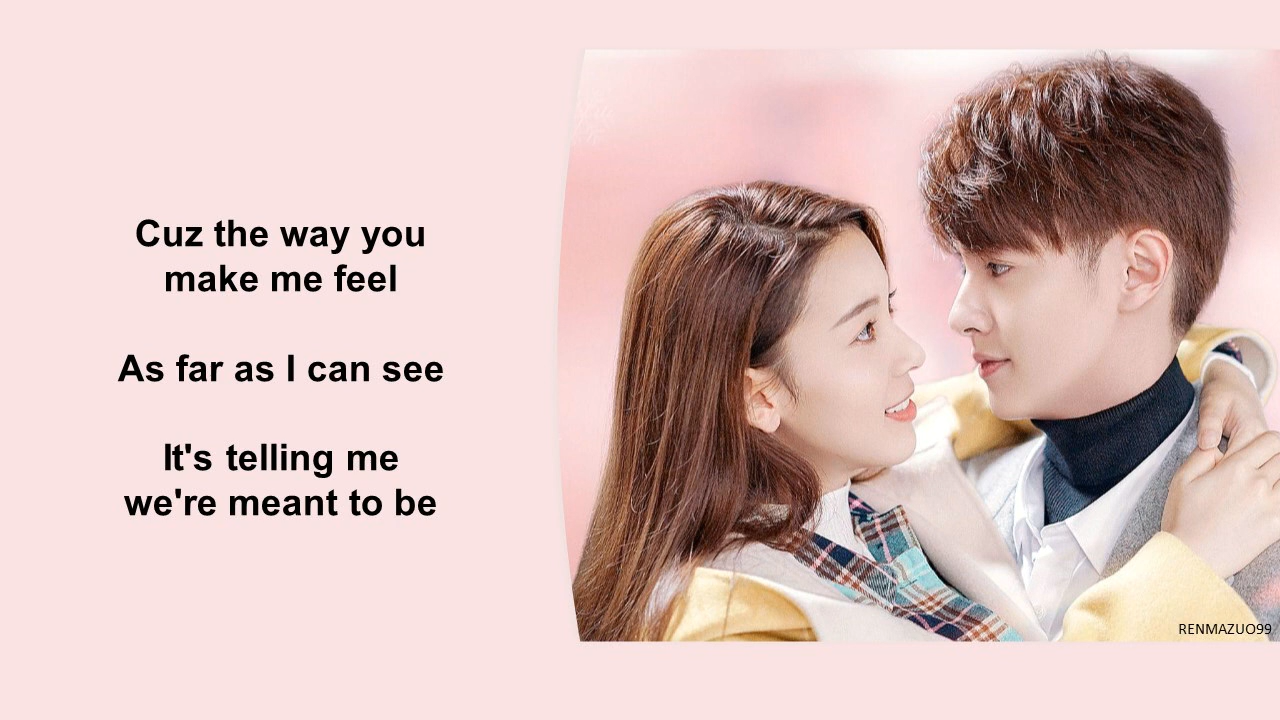 Cuz the way you
make me feel
As far as I can see
It's telling me
we're meant to be
RENMAZUO99